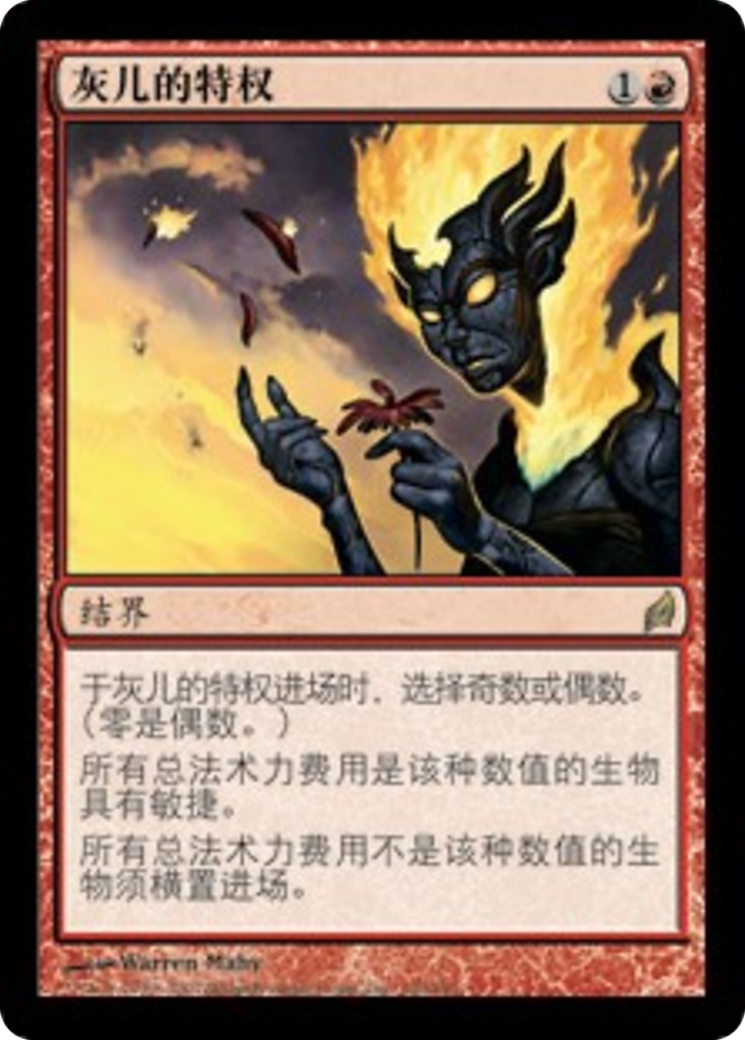 灰儿的特权
1
结界
于灰儿的特权进场时，选择奇数或偶数。
（零是偶数。）
所有总法术力费用是该种数值的生物
具有敏捷。
所有总法术力费用不是该种数值的生
物须横置进场。
Warren Mahy